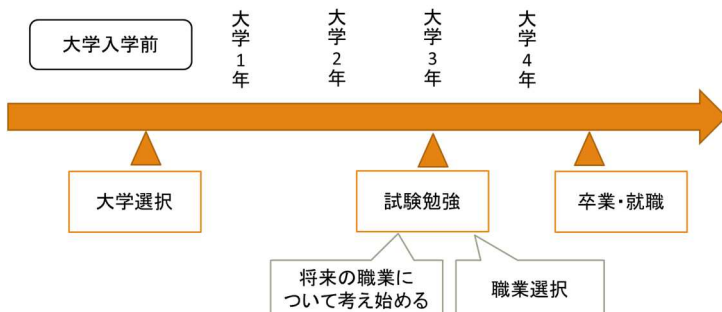 大学入学前
大学1年
大学2年
大学3年
大学4年
大学選択
試験勉強
卒業・就職
将来の職業に
ついて考え始める
職業選択